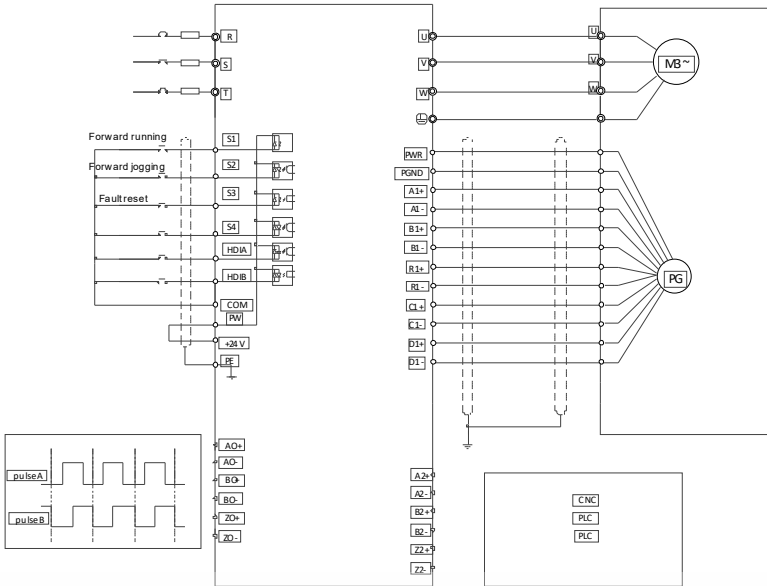 R
S
T
U
V
W
U
V
W
MB ~
Forward running
Forward jogging
Fault reset
S1
S2
S3
S4
HDIA
HDIB
COM
PW
+24 V
PE
PWR
PGND
A1+
A1-
B1+
B1-
R1+
R1-
C1+
C1-
D1+
D1-
PG
pulse A
pulse B
AO+
AO-
BO+
BO-
ZO+
ZO-
A2+
A2-
B2+
B2-
Z2+
Z2-
CNC
PLC
PLC